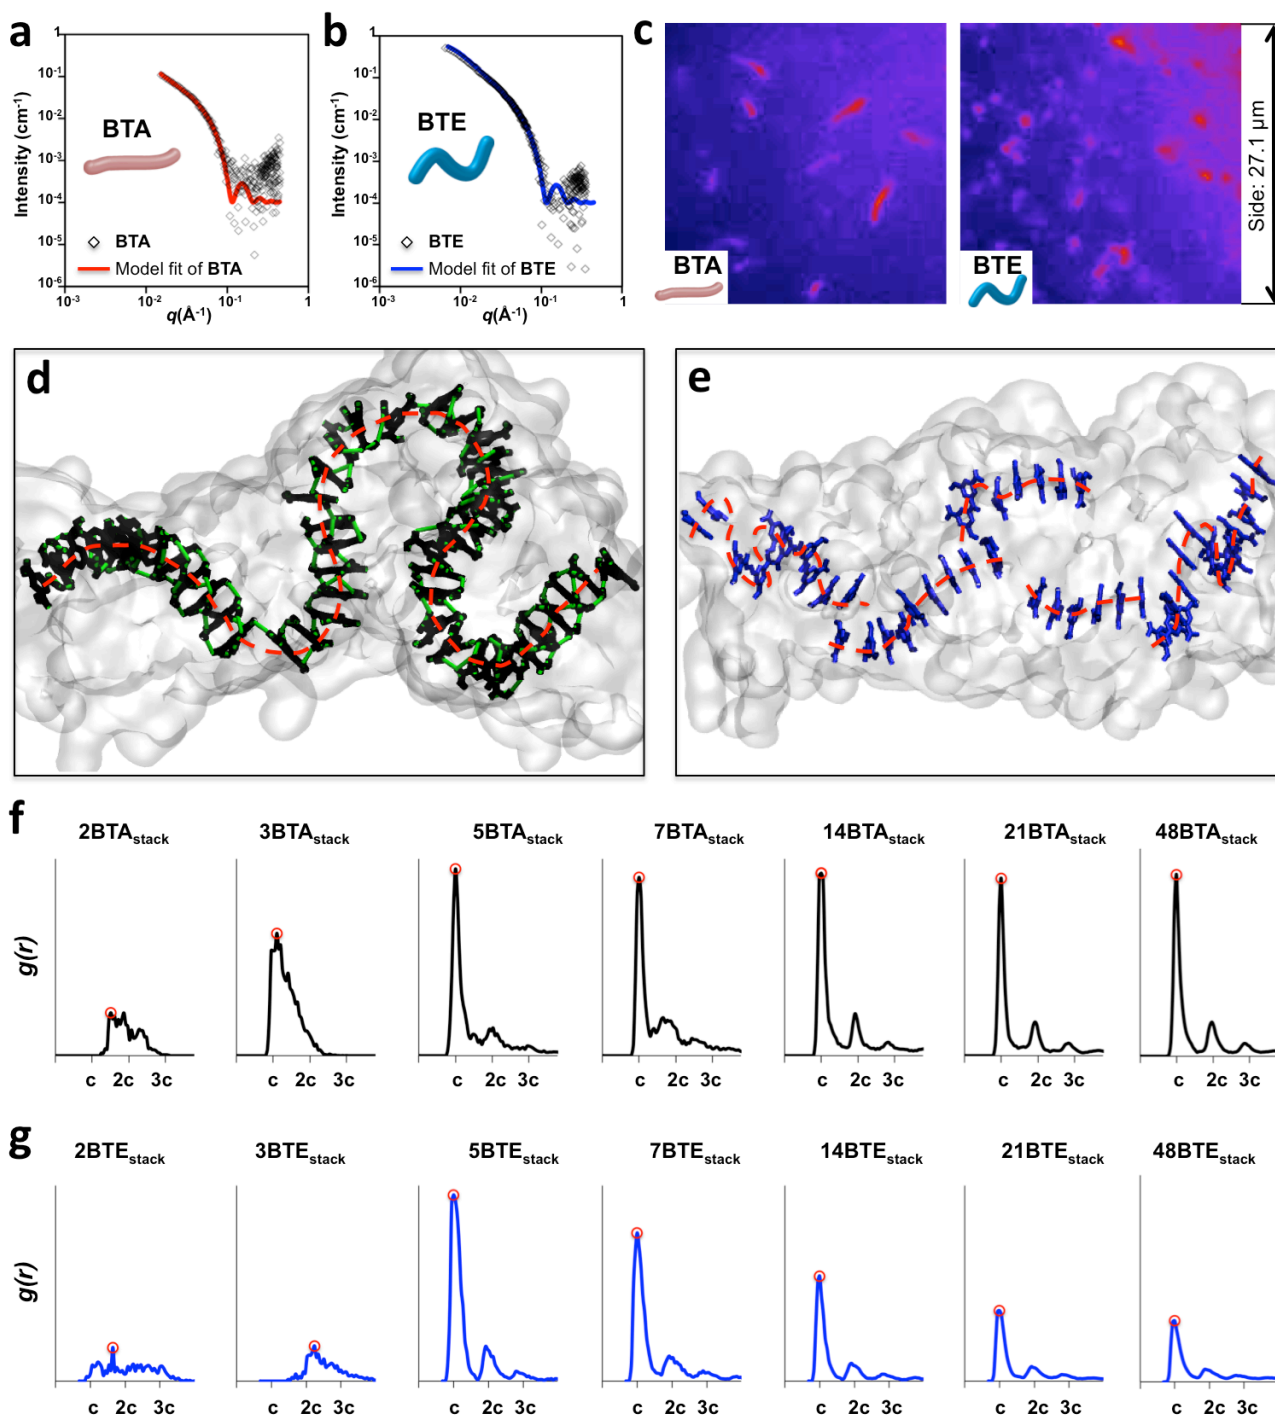 a
1
10-1
10-2
10-3
10-4
10-5
10-6
Intensity (cm-1)
BTA
BTA
Model fit of BTA
10-3 10-2 10-1 1
q(Å-1)
b
1
10-1
10-2
10-3
10-4
10-5
10-6
Intensity (cm-1)
BTE
BTE
Model fit of BTE
10-3 10-2 10-1 1
q(Å-1)
c
BTA
BTE
Side: 27.1 µm
d
e
f
2BTAstack 3BTAstack 5BTAstack 7BTAstack 14BTAstack 21BTAstack 48BTAstack
g(r)
c 2c 3c c 2c 3c c 2c 3c c 2c 3c c 2c 3c c 2c 3c c 2c 3c
g
2BTEstack 3BTEstack 5BTEstack 7BTEstack 14BTEstack 21BTEstack 48BTEstack
g(r)
c 2c 3c c 2c 3c c 2c 3c c 2c 3c c 2c 3c c 2c 3c c 2c 3c